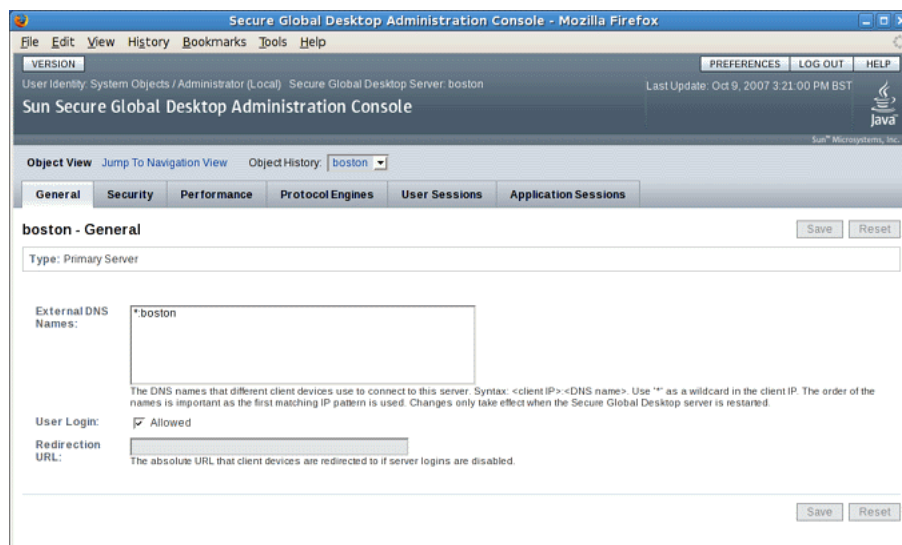 Secure Global Desktop Administration Console - Mozilla Firefox
File Edit View History Bookmarks Tools Help
VERSION PREFERENCES LOG OUT HELP
User Identity: System Objects / Administrator (Local) Secure Global Desktop Server: boston Last Update: Oct 9, 2007 3:21:00 PM BST
Sun Secure Global Desktop Administration Console
Java
Sun™ Microsystems, Inc.
Object View Jump To Navigation View Object History: boston
General Security Performance Protocol Engines User Sessions Application Sessions
boston - General Save Reset
Type: Primary Server
External DNS Names:
*:boston
The DNS names that different client devices use to connect to this server. Syntax: <client IP>:<DNS name>. Use '*' as a wildcard in the client IP. The order of the
names is important as the first matching IP pattern is used. Changes only take effect when the Secure Global Desktop server is restarted.
User Login: Allowed
Redirection URL:
The absolute URL that client devices are redirected to if server logins are disabled.
Save Reset